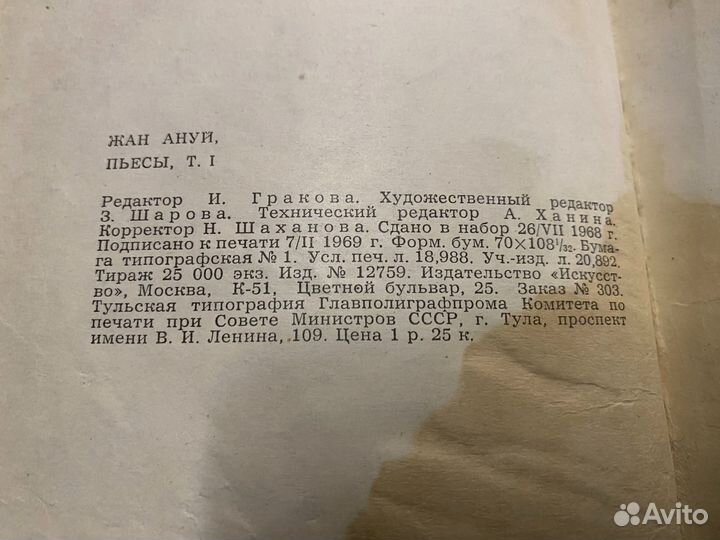 ЖАН АНУЙ,
ПЬЕСЫ, Т. I
Редактор И. Гракова. Художественный редактор
З. Шарова. Технический редактор А. Ханина.
Корректор Н. Шаханова. Сдано в набор 26/VII 1968 г.
Подписано к печати 7/II 1969 г. Форм. бум. 70×108¹/₃₂. Бума-
га типографская № 1. Усл. печ. л. 18,988. Уч.-изд. л. 20,892.
Тираж 25 000 экз. Изд. № 12759. Издательство «Искусст-
во», Москва, К-51, Цветной бульвар, 25. Заказ № 303.
Тульская типография Главполиграфпрома Комитета по
печати при Совете Министров СССР, г. Тула, проспект
имени В. И. Ленина, 109. Цена 1 р. 25 к.
Avito